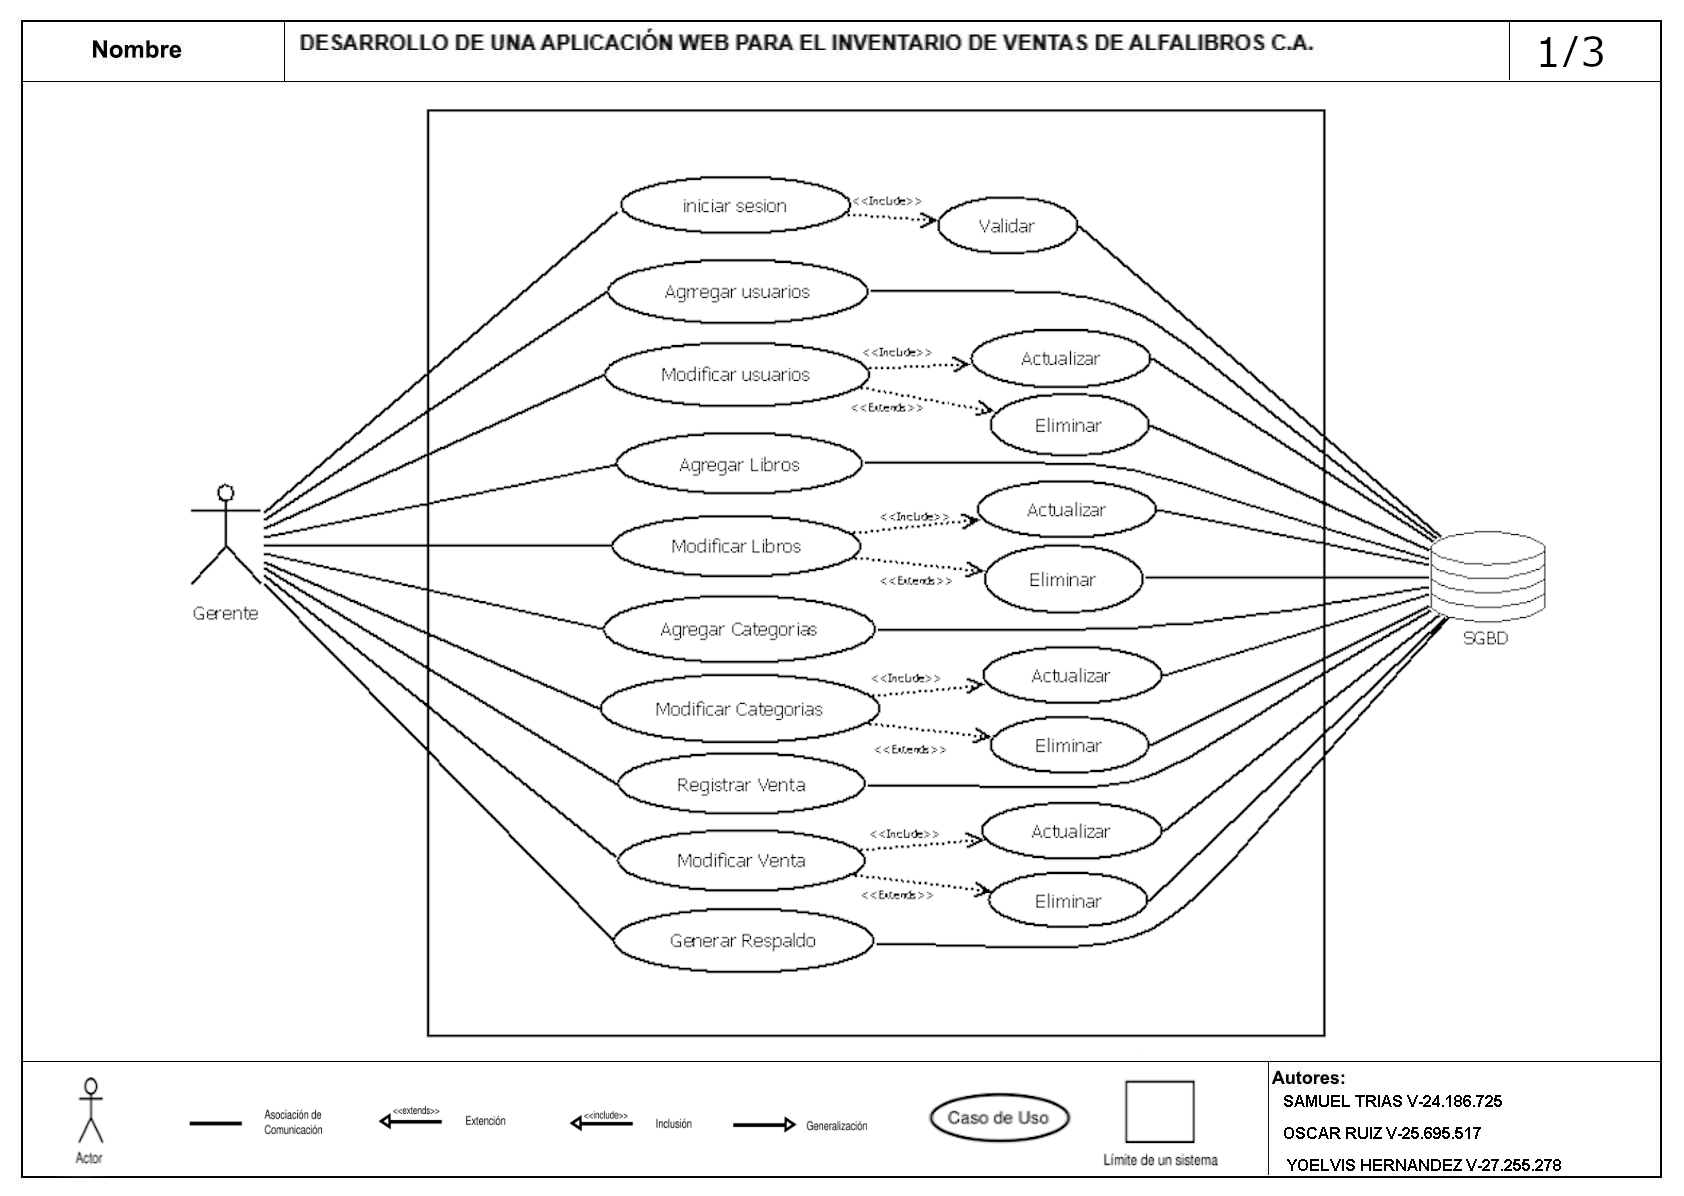 Nombre
DESARROLLO DE UNA APLICACIÓN WEB PARA EL INVENTARIO DE VENTAS DE ALFALIBROS C.A.
1/3
iniciar sesion
<<Include>>
Validar
Agrregar usuarios
Modificar usuarios
<<Include>>
Actualizar
<<Extends>>
Eliminar
Agregar Libros
Modificar Libros
<<Include>>
Actualizar
<<Extends>>
Eliminar
Gerente
SGBD
Agregar Categorias
Modificar Categorias
<<Include>>
Actualizar
<<Extends>>
Eliminar
Registrar Venta
Modificar Venta
<<Include>>
Actualizar
<<Extends>>
Eliminar
Generar Respaldo
Actor
Asociación de
Comunicación
<<extends>>
Extención
<<include>>
Inclusión
Generalización
Caso de Uso
Límite de un sistema
Autores:
SAMUEL TRIAS V-24.186.725
OSCAR RUIZ V-25.695.517
YOELVIS HERNANDEZ V-27.255.278